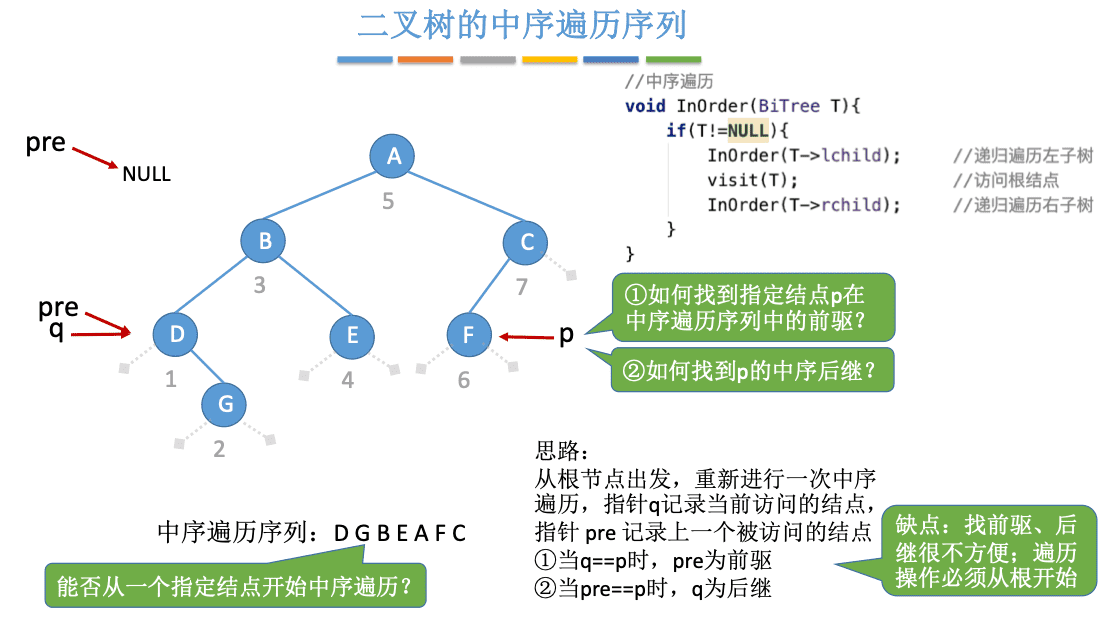 二叉树的中序遍历序列
//中序遍历
void InOrder(BiTree T){
if(T!=NULL){
InOrder(T->lchild); //递归遍历左子树
visit(T); //访问根结点
InOrder(T->rchild); //递归遍历右子树
}
}
pre
NULL
A
5
B
3
C
7
pre
q
D
1
E
4
F
6
p
G
2
①如何找到指定结点p在
中序遍历序列中的前驱？
②如何找到p的中序后继？
思路：
从根节点出发，重新进行一次中序
遍历，指针q记录当前访问的结点，
指针 pre 记录上一个被访问的结点
①当q==p时，pre为前驱
②当pre==p时，q为后继
缺点：找前驱、后
继很不方便；遍历
操作必须从根开始
中序遍历序列：D G B E A F C
能否从一个指定结点开始中序遍历？